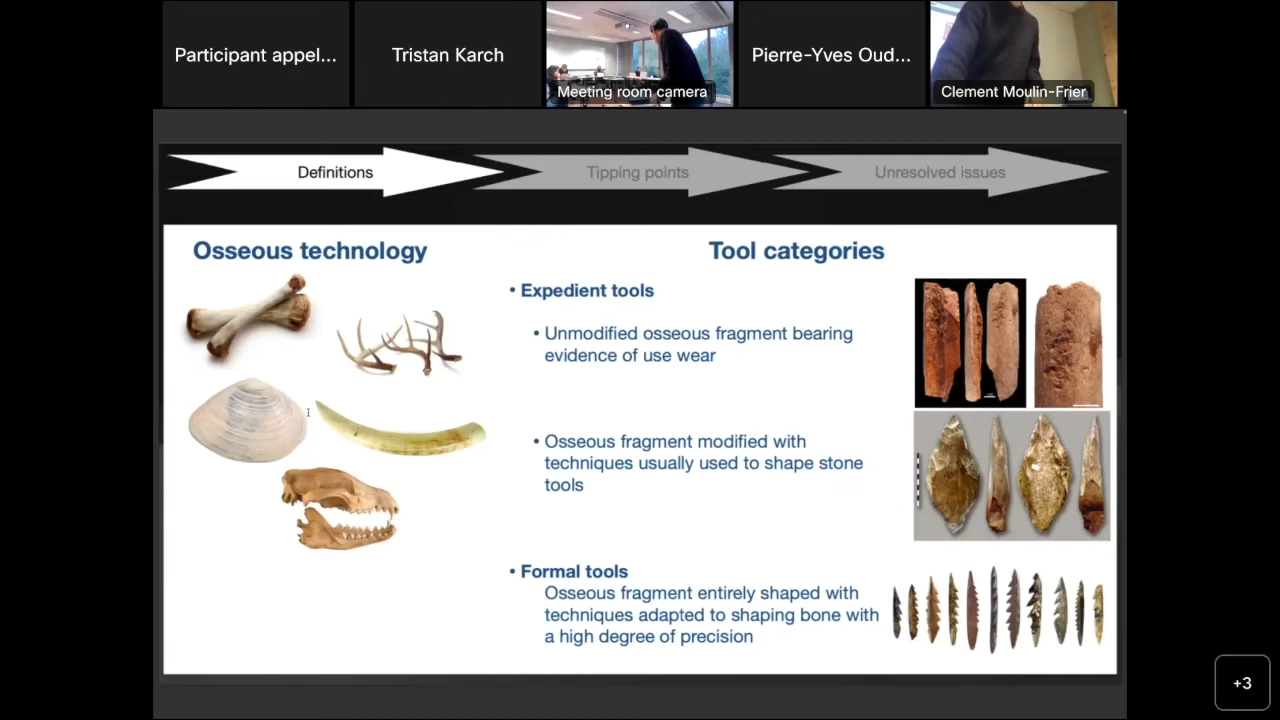 Participant appel...
Tristan Karch
Meeting room camera
Pierre-Yves Oud...
Clement Moulin-Frier
Definitions
Tipping points
Unresolved issues
Osseous technology
Tool categories
• Expedient tools
• Unmodified osseous fragment bearing
evidence of use wear
• Osseous fragment modified with
techniques usually used to shape stone
tools
• Formal tools
Osseous fragment entirely shaped with
techniques adapted to shaping bone with
a high degree of precision
+3